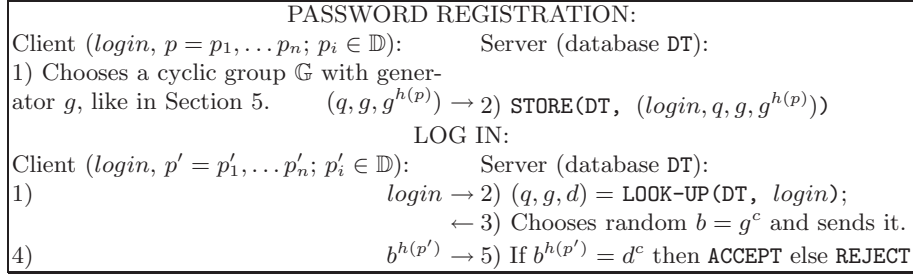 PASSWORD REGISTRATION:
Client (login, p = p₁, … pₙ; pᵢ ∈ 𝔻): Server (database DT):
1) Chooses a cyclic group 𝔾 with gener-
ator g, like in Section 5. (q, g, g^{h(p)}) → 2) STORE(DT, (login, q, g, g^{h(p)}))
LOG IN:
Client (login, p′ = p′₁, … p′ₙ; p′ᵢ ∈ 𝔻): Server (database DT):
1) login → 2) (q, g, d) = LOOK-UP(DT, login);
← 3) Chooses random b = g^c and sends it.
4) b^{h(p′)} → 5) If b^{h(p′)} = d^c then ACCEPT else REJECT